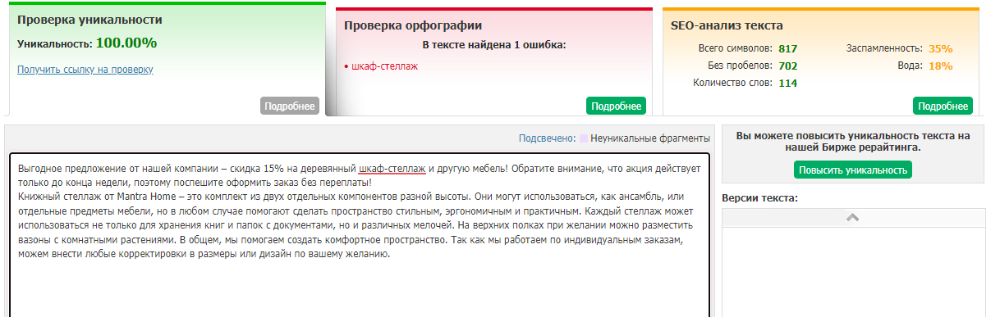 Проверка уникальности
Уникальность: 100.00%
Получить ссылку на проверку
Подробнее
Проверка орфографии
В тексте найдена 1 ошибка:
• шкаф-стеллаж
Подробнее
SEO-анализ текста
Всего символов: 817 Заспамленность: 35%
Без пробелов: 702 Вода: 18%
Количество слов: 114
Подробнее
Подсвечено: Неуникальные фрагменты
Выгодное предложение от нашей компании – скидка 15% на деревянный шкаф-стеллаж и другую мебель! Обратите внимание, что акция действует
только до конца недели, поэтому поспешите оформить заказ без переплаты!
Книжный стеллаж от Mantra Home – это комплект из двух отдельных компонентов разной высоты. Они могут использоваться, как ансамбль, или
отдельные предметы мебели, но в любом случае помогают сделать пространство стильным, эргономичным и практичным. Каждый стеллаж может
использоваться не только для хранения книг и папок с документами, но и различных мелочей. На верхних полках при желании можно разместить
вазоны с комнатными растениями. В общем, мы помогаем создать комфортное пространство. Так как мы работаем по индивидуальным заказам,
можем внести любые корректировки в размеры или дизайн по вашему желанию.
Вы можете повысить уникальность текста на
нашей Бирже рерайтинга.
Повысить уникальность
Версии текста: